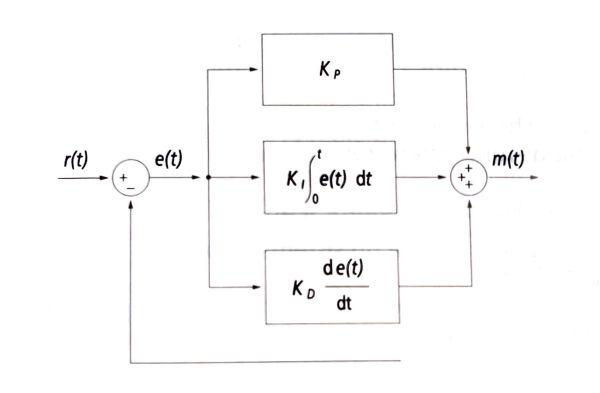 K_P
r(t)
e(t)
m(t)
+
−
K_I ∫_0^t e(t) dt
+
+
+
K_D de(t)/dt